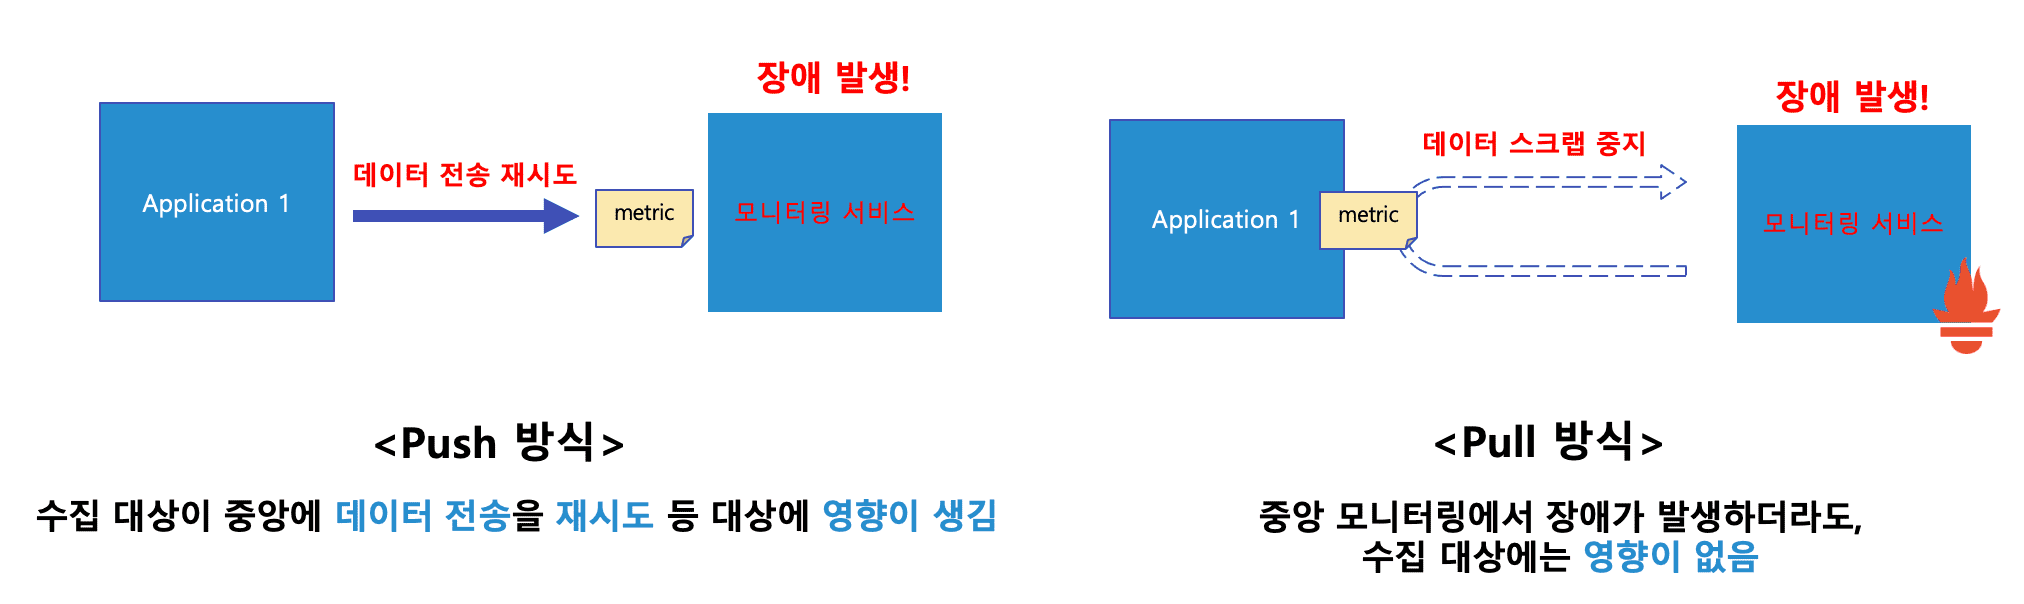 장애 발생!
Application 1
데이터 전송 재시도
metric
모니터링 서비스
<Push 방식>
수집 대상이 중앙에 데이터 전송을 재시도 등 대상에 영향이 생김
장애 발생!
데이터 스크랩 중지
Application 1
metric
모니터링 서비스
<Pull 방식>
중앙 모니터링에서 장애가 발생하더라도,
수집 대상에는 영향이 없음